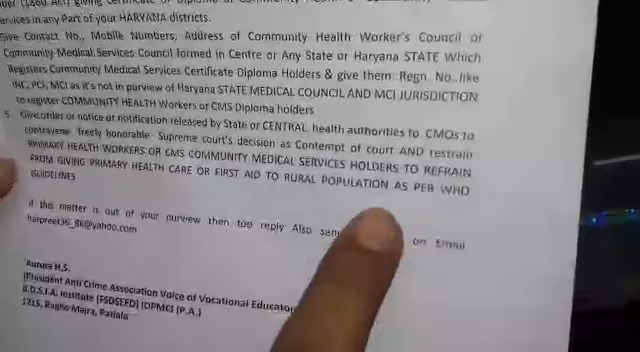 services in any Part of your HARYANA districts.
Give Contact No., Mobile Numbers, Address of Community Health Worker's Council or
Community Medical Services Council formed in Centre or Any State or Haryana STATE Which
Registers Community Medical Services Certificate Diploma Holders & give them Regn. No. like
INC, PCI, MCI as it's not in purview of Haryana STATE MEDICAL COUNCIL AND MCI JURISDICTION
to register COMMUNITY HEALTH Workers or CMS Diploma holders
5. Give order or notice or notification released by State or CENTRAL health authorities to CMOs to
contravene freely honorable Supreme court's decision as Contempt of court AND restrain
PRIMARY HEALTH WORKERS OR CMS COMMUNITY MEDICAL SERVICES HOLDERS TO REFRAIN
FROM GIVING PRIMARY HEALTH CARE OR FIRST AID TO RURAL POPULATION AS PER WHO
GUIDELINES
if this matter is out of your purview then too reply Also on Email
harpreet36_8k@yahoo.com
Aurora H.S.
(President Anti Crime Association Voice of Vocational Educator
B.D.S.I.A. Institute (FSDSEFD) IDPMCI (P.A.)
Ragho Majra, Patiala